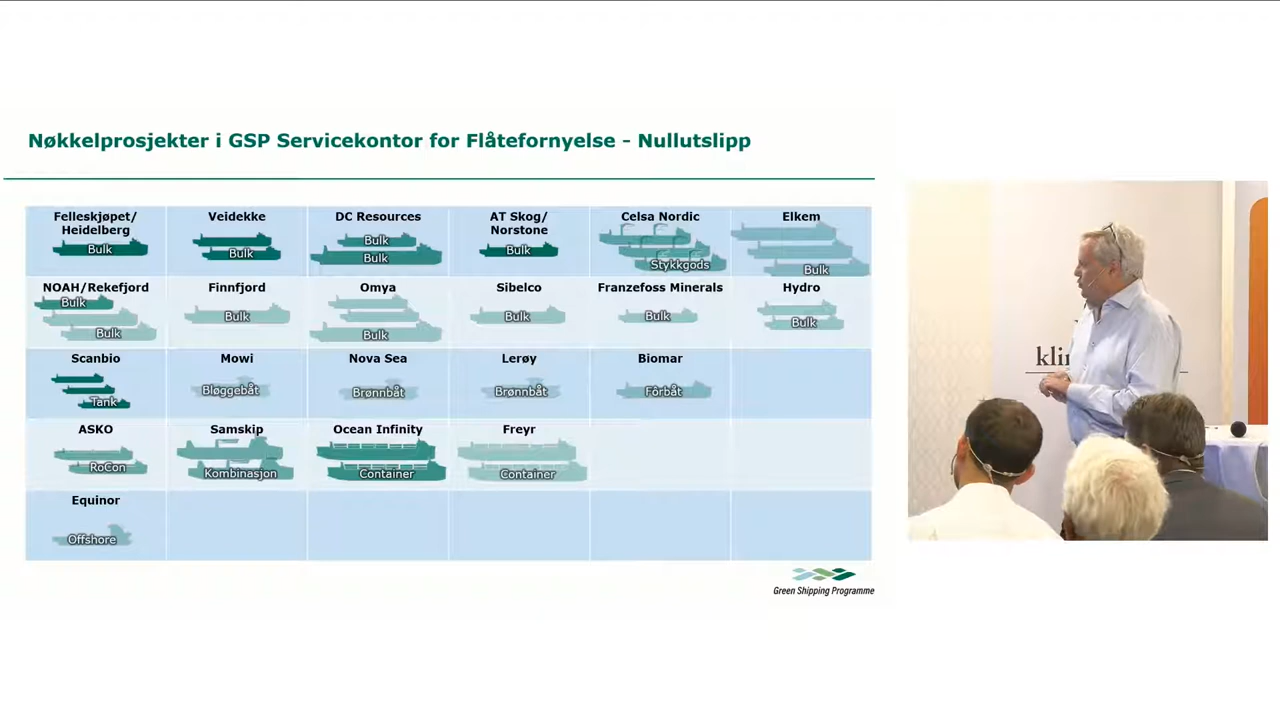 Nøkkelprosjekter i GSP Servicekontor for Flåtefornyelse - Nullutslipp
Felleskjøpet/
Heidelberg
Bulk
Veidekke
Bulk
DC Resources
Bulk
Bulk
AT Skog/
Norstone
Bulk
Celsa Nordic
Stykkgods
Elkem
Bulk
NOAH/Rekefjord
Bulk
Bulk
Finnfjord
Bulk
Omya
Bulk
Sibelco
Bulk
Franzefoss Minerals
Bulk
Hydro
Bulk
Scanbio
Tank
Mowi
Bløggebåt
Nova Sea
Brønnbåt
Lerøy
Brønnbåt
Biomar
Fôrbåt
ASKO
RoCon
Samskip
Kombinasjon
Ocean Infinity
Container
Freyr
Container
Equinor
Offshore
Green Shipping Programme